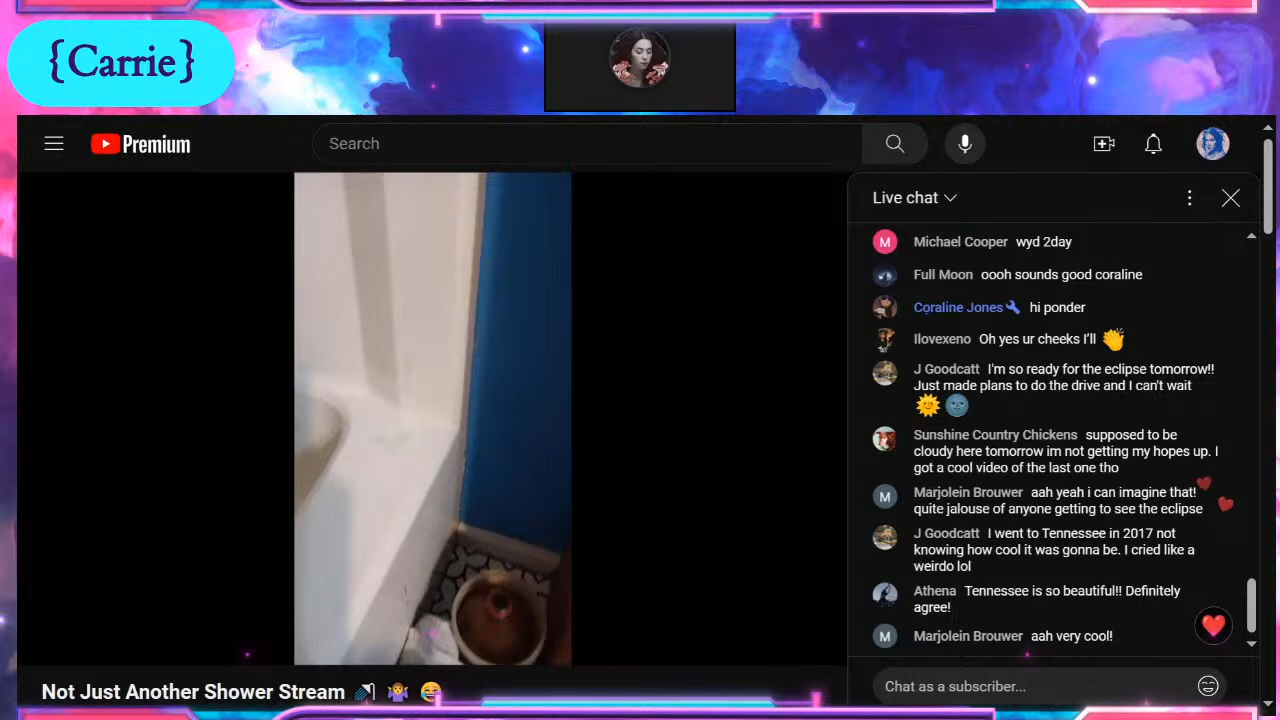 {Carrie}
Premium
Search
Live chat
M Michael Cooper wyd 2day
Full Moon oooh sounds good coraline
Cọraline Jones hi ponder
Ilovexeno Oh yes ur cheeks I'll 👏
J Goodcatt I'm so ready for the eclipse tomorrow!!
Just made plans to do the drive and I can't wait
🌞🌚
Sunshine Country Chickens supposed to be
cloudy here tomorrow im not getting my hopes up. I
got a cool video of the last one tho
M Marjolein Brouwer aah yeah i can imagine that!
quite jalouse of anyone getting to see the eclipse
J Goodcatt I went to Tennessee in 2017 not
knowing how cool it was gonna be. I cried like a
weirdo lol
Athena Tennessee is so beautiful!! Definitely
agree!
M Marjolein Brouwer aah very cool!
Chat as a subscriber...
Not Just Another Shower Stream 🚿 🤷‍♀️ 😂